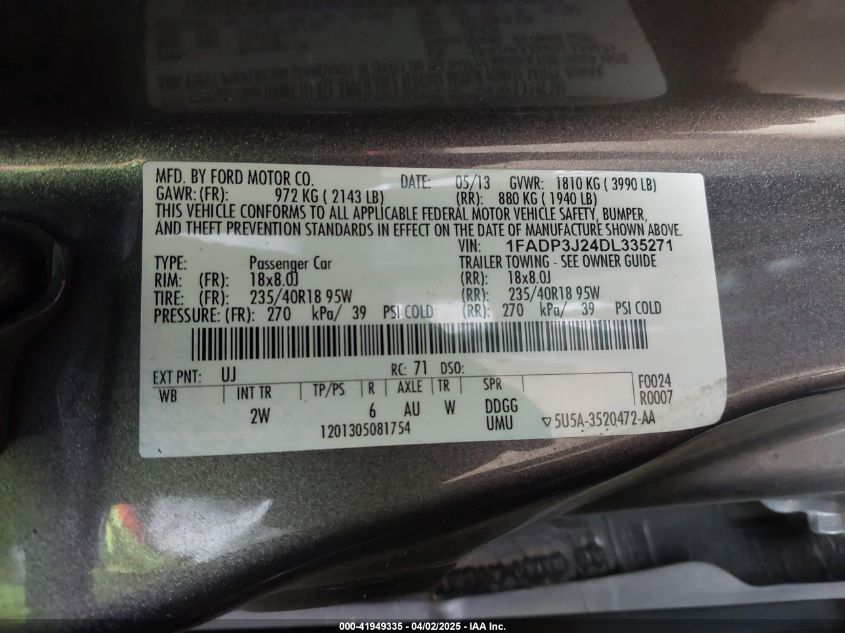 MFD. BY FORD MOTOR CO. DATE: 05/13 GVWR: 1810 KG ( 3990 LB)
GAWR: (FR): 972 KG ( 2143 LB) (RR): 880 KG ( 1940 LB)
THIS VEHICLE CONFORMS TO ALL APPLICABLE FEDERAL MOTOR VEHICLE SAFETY, BUMPER,
AND THEFT PREVENTION STANDARDS IN EFFECT ON THE DATE OF MANUFACTURE SHOWN ABOVE.
VIN: 1FADP3J24DL335271
TYPE: Passenger Car TRAILER TOWING - SEE OWNER GUIDE
RIM: (FR): 18x8.0J (RR): 18x8.0J
TIRE: (FR): 235/40R18 95W (RR): 235/40R18 95W
PRESSURE: (FR): 270 kPa/ 39 PSI COLD (RR): 270 kPa/ 39 PSI COLD
EXT PNT: UJ RC: 71 DSO:
WB INT TR TP/PS R AXLE TR SPR F0024
2W 6 AU W DDGG R0007
1201305081754 UMU ▽5U5A-3520472-AA
000-41949335 - 04/02/2025 - IAA Inc.